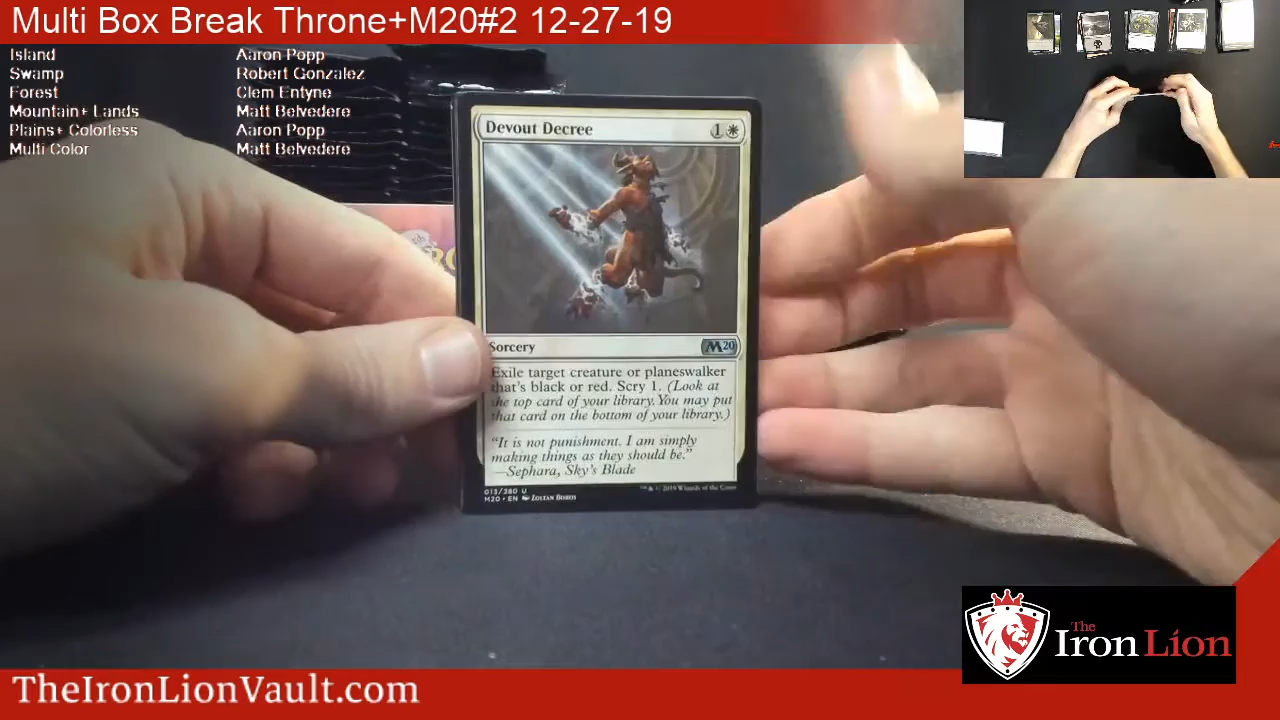 Multi Box Break Throne+M20#2 12-27-19
Island Aaron Popp
Swamp Robert Gonzalez
Forest Clem Entyne
Mountain+ Lands Matt Belvedere
Plains+ Colorless Aaron Popp
Multi Color Matt Belvedere
Devout Decree 1
Sorcery M20
Exile target creature or planeswalker
that's black or red. Scry 1. (Look at
the top card of your library. You may put
that card on the bottom of your library.)
"It is not punishment. I am simply
making things as they should be."
—Sephara, Sky's Blade
013/280 U
M20 • EN Zoltan Boros
™ & © 2019 Wizards of the Coast
The
Iron Lion
TheIronLionVault.com